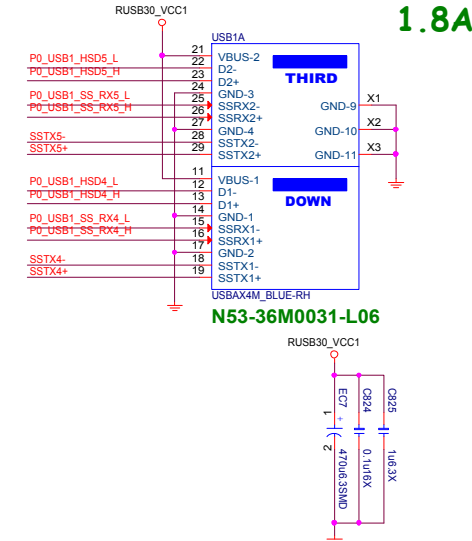 RUSB30_VCC1
1.8A
USB1A
21 VBUS-2
P0_USB1_HSD5_L 22 D2-
P0_USB1_HSD5_H 23 D2+
THIRD
24 GND-3
P0_USB1_SS_RX5_L 25 SSRX2-
P0_USB1_SS_RX5_H 26 SSRX2+
GND-9 X1
27 GND-4
SSTX5- 28 SSTX2-
GND-10 X2
SSTX5+ 29 SSTX2+
GND-11 X3
11 VBUS-1
P0_USB1_HSD4_L 12 D1-
P0_USB1_HSD4_H 13 D1+
DOWN
14 GND-1
P0_USB1_SS_RX4_L 15 SSRX1-
P0_USB1_SS_RX4_H 16 SSRX1+
17 GND-2
SSTX4- 18 SSTX1-
SSTX4+ 19 SSTX1+
USBAX4M_BLUE-RH
N53-36M0031-L06
RUSB30_VCC1
EC7
C824
C825
1
+
2
470u6.3SMD
0.1u16X
1u6.3X